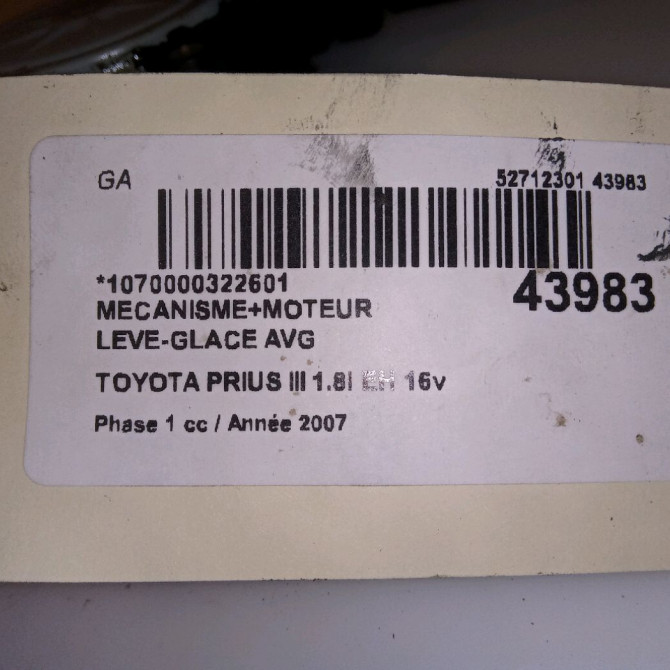 GA
52712301 43983
*1070000322601
43983
MECANISME+MOTEUR
LEVE-GLACE AVG
TOYOTA PRIUS III 1.8I EH 16v
Phase 1 cc / Année 2007